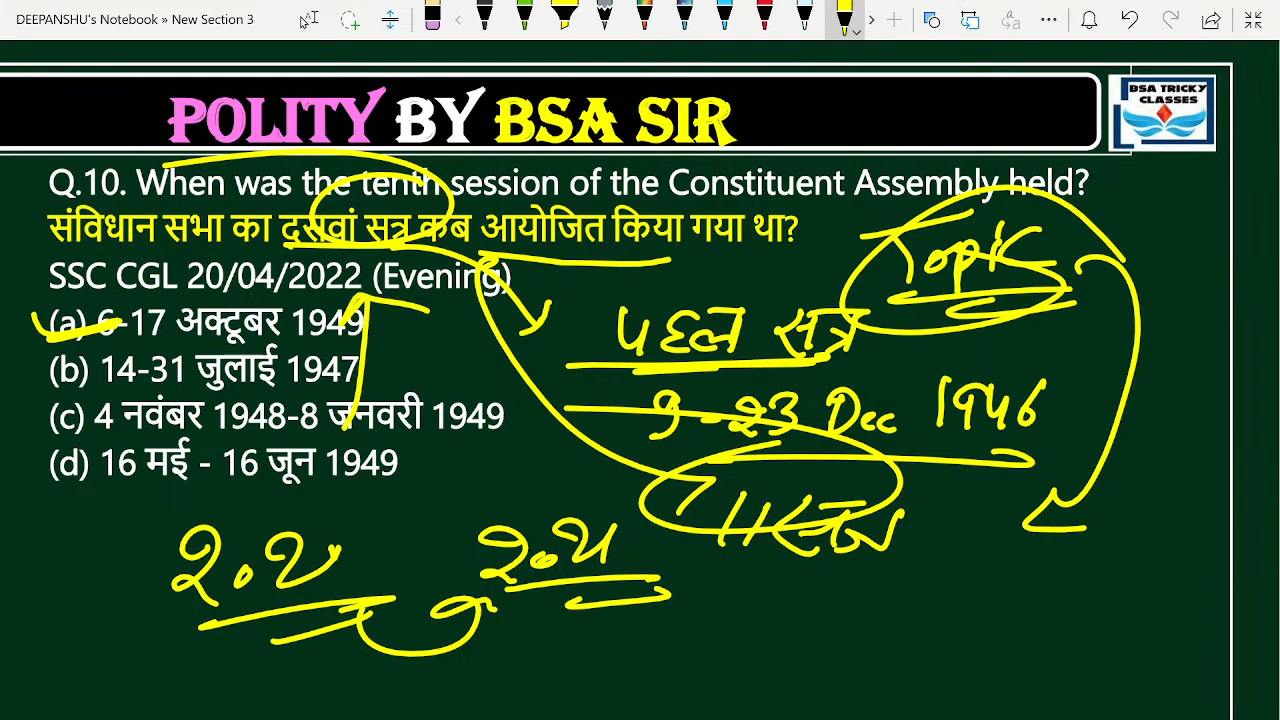 DEEPANSHU's Notebook » New Section 3
POLITY BY BSA SIR
BSA TRICKY
CLASSES
Q.10. When was the tenth session of the Constituent Assembly held?
संविधान सभा का दसवां सत्र कब आयोजित किया गया था?
SSC CGL 20/04/2022 (Evening)
Topic
(a) 6-17 अक्टूबर 1949
पहला सत्र
(b) 14-31 जुलाई 1947
(c) 4 नवंबर 1948-8 जनवरी 1949
9-23 Dec 1946
(d) 16 मई - 16 जून 1949